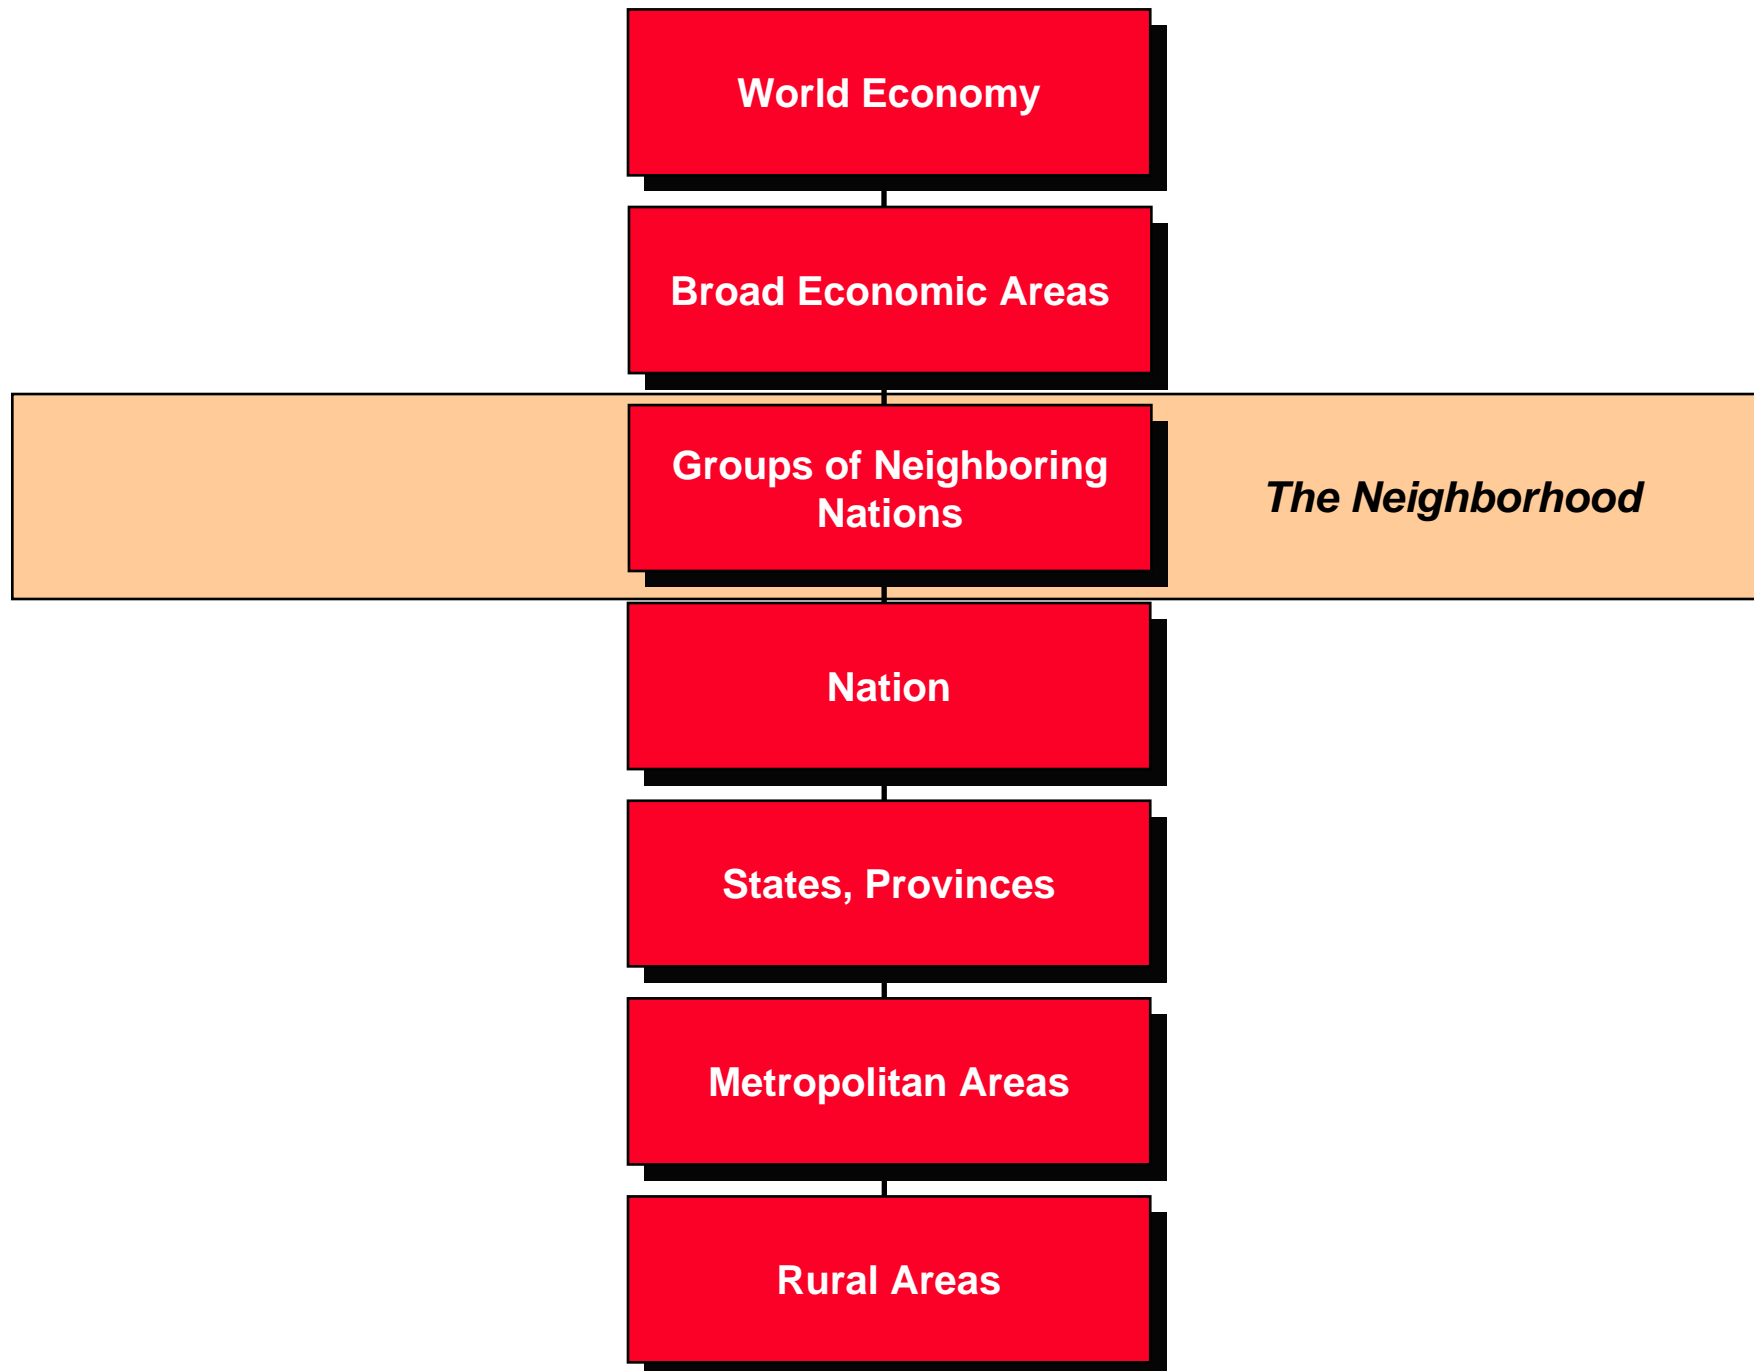 World Economy
Broad Economic Areas
Groups of Neighboring
Nations
The Neighborhood
Nation
States, Provinces
Metropolitan Areas
Rural Areas